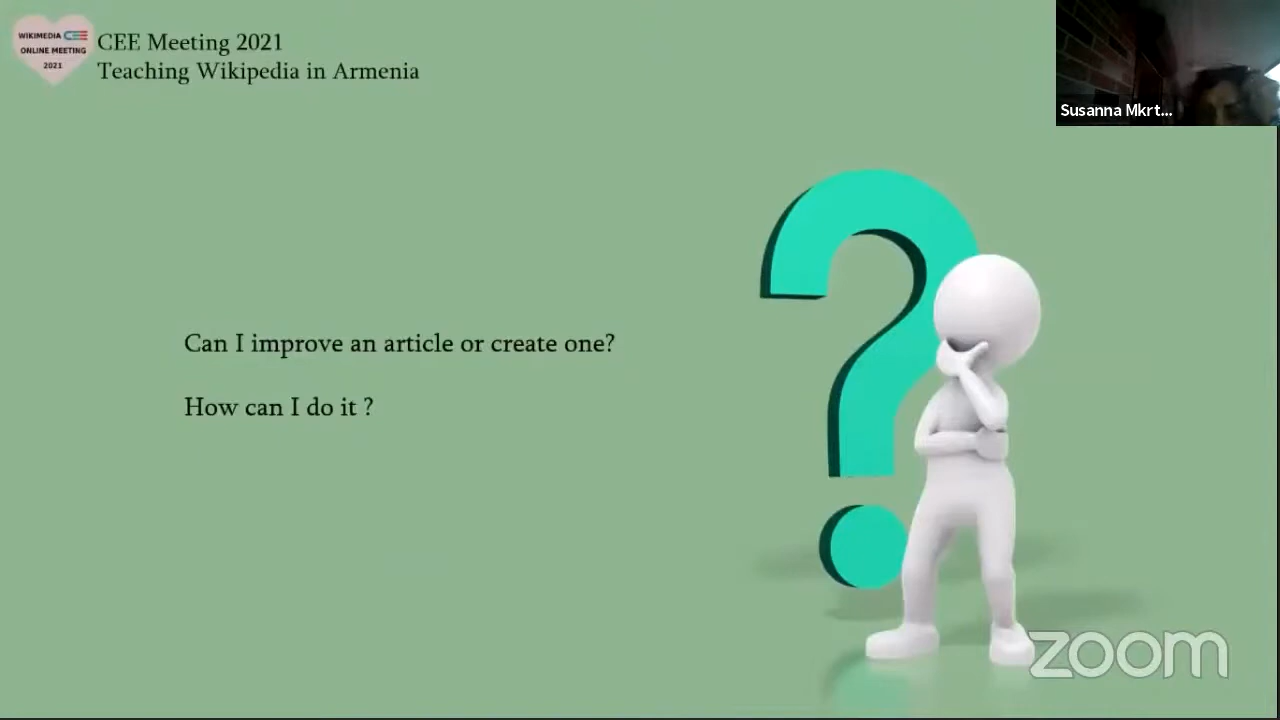 WIKIMEDIA CEE
ONLINE MEETING
2021
CEE Meeting 2021
Teaching Wikipedia in Armenia
Susanna Mkrt...
Can I improve an article or create one?
How can I do it ?
zoom